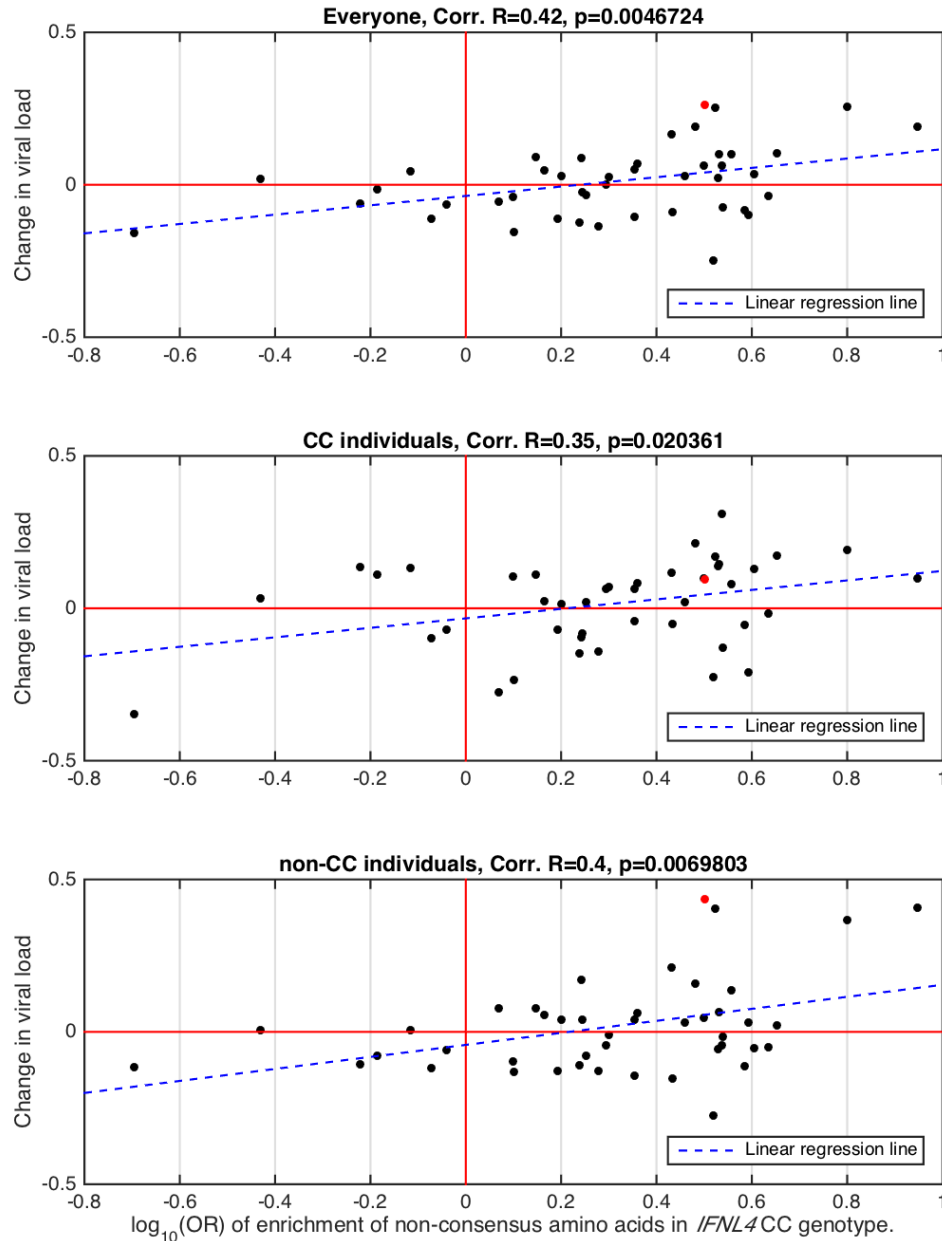 Everyone, Corr. R=0.42, p=0.0046724
0.5
0
-0.5
Change in viral load
Linear regression line
-0.8 -0.6 -0.4 -0.2 0 0.2 0.4 0.6 0.8 1
CC individuals, Corr. R=0.35, p=0.020361
0.5
0
-0.5
Change in viral load
Linear regression line
-0.8 -0.6 -0.4 -0.2 0 0.2 0.4 0.6 0.8 1
non-CC individuals, Corr. R=0.4, p=0.0069803
0.5
0
-0.5
Change in viral load
Linear regression line
-0.8 -0.6 -0.4 -0.2 0 0.2 0.4 0.6 0.8 1
log10(OR) of enrichment of non-consensus amino acids in IFNL4 CC genotype.